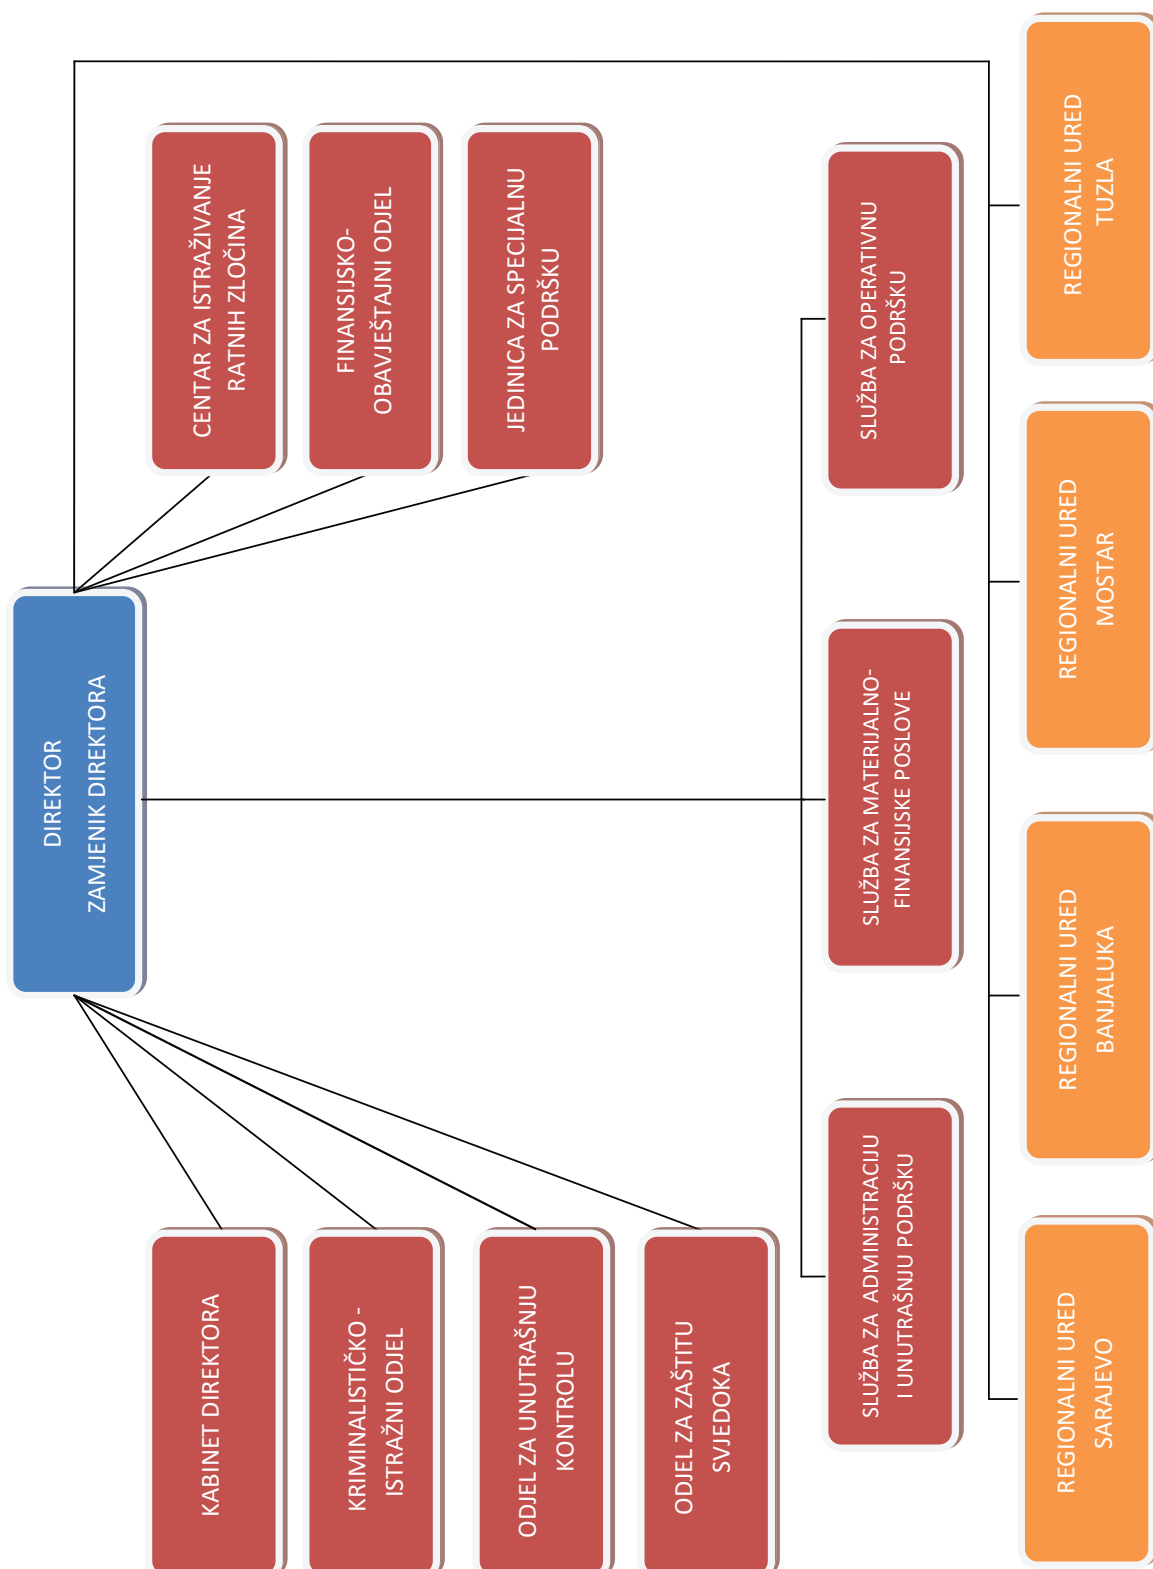 DIREKTOR
ZAMJENIK DIREKTORA
KABINET DIREKTORA
KRIMINALISTIČKO -
ISTRAŽNI ODJEL
ODJEL ZA UNUTRAŠNJU
KONTROLU
ODJEL ZA ZAŠTITU
SVJEDOKA
CENTAR ZA ISTRAŽIVANJE
RATNIH ZLOČINA
FINANSIJSKO-
OBAVJEŠTAJNI ODJEL
JEDINICA ZA SPECIJALNU
PODRŠKU
SLUŽBA ZA ADMINISTRACIJU
I UNUTRAŠNJU PODRŠKU
SLUŽBA ZA MATERIJALNO-
FINANSIJSKE POSLOVE
SLUŽBA ZA OPERATIVNU
PODRŠKU
REGIONALNI URED
SARAJEVO
REGIONALNI URED
BANJALUKA
REGIONALNI URED
MOSTAR
REGIONALNI URED
TUZLA